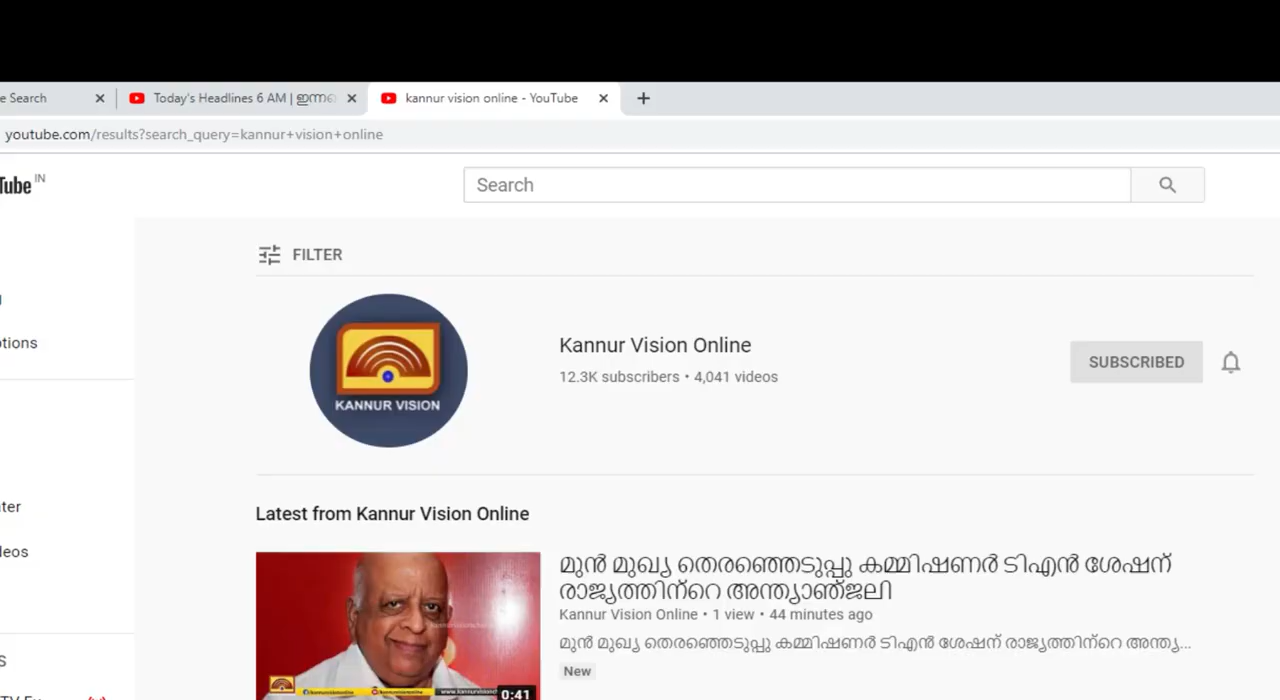 e Search
Today's Headlines 6 AM | ഇന്നത
kannur vision online - YouTube
youtube.com/results?search_query=kannur+vision+online
Tube IN
Search
FILTER
KANNUR VISION
Kannur Vision Online
12.3K subscribers • 4,041 videos
SUBSCRIBED
otions
Latest from Kannur Vision Online
മുൻ മുഖ്യ തെരഞ്ഞെടുപ്പു കമ്മിഷണർ ടിഎൻ ശേഷന്
രാജ്യത്തിന്റെ അന്ത്യാഞ്ജലി
Kannur Vision Online • 1 view • 44 minutes ago
മുൻ മുഖ്യ തെരഞ്ഞെടുപ്പു കമ്മിഷണർ ടിഎൻ ശേഷന് രാജ്യത്തിന്റെ അന്ത്യ...
New
0:41